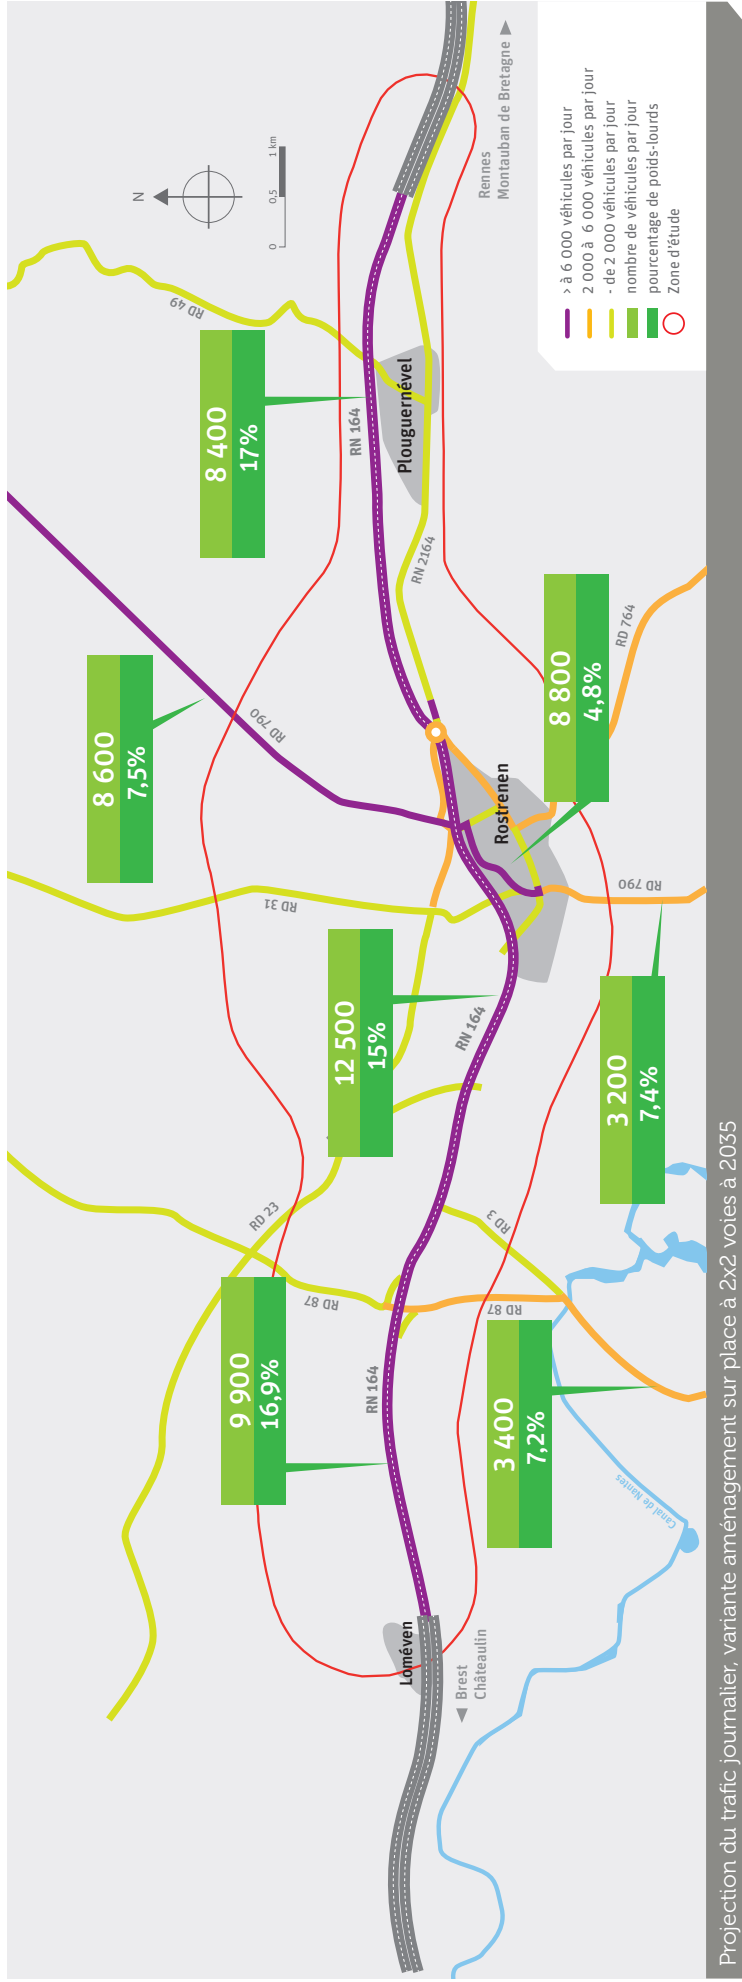 N
0 0,5 1 km
RD 49
8 400
17%
RN 164
Plouguernével
RN 2164
Rennes
Montauban de Bretagne
8 600
7,5%
RD 790
RD 31
12 500
15%
RN 164
Rostrenen
8 800
4,8%
RD 764
RD 790
3 200
7,4%
RD 23
RD 87
RD 3
RD 87
9 900
16,9%
RN 164
3 400
7,2%
Canal de Nantes
Loméven
Brest
Châteaulin
> à 6 000 véhicules par jour
2 000 à 6 000 véhicules par jour
- de 2 000 véhicules par jour
nombre de véhicules par jour
pourcentage de poids-lourds
Zone d'étude
Projection du trafic journalier, variante aménagement sur place à 2x2 voies à 2035